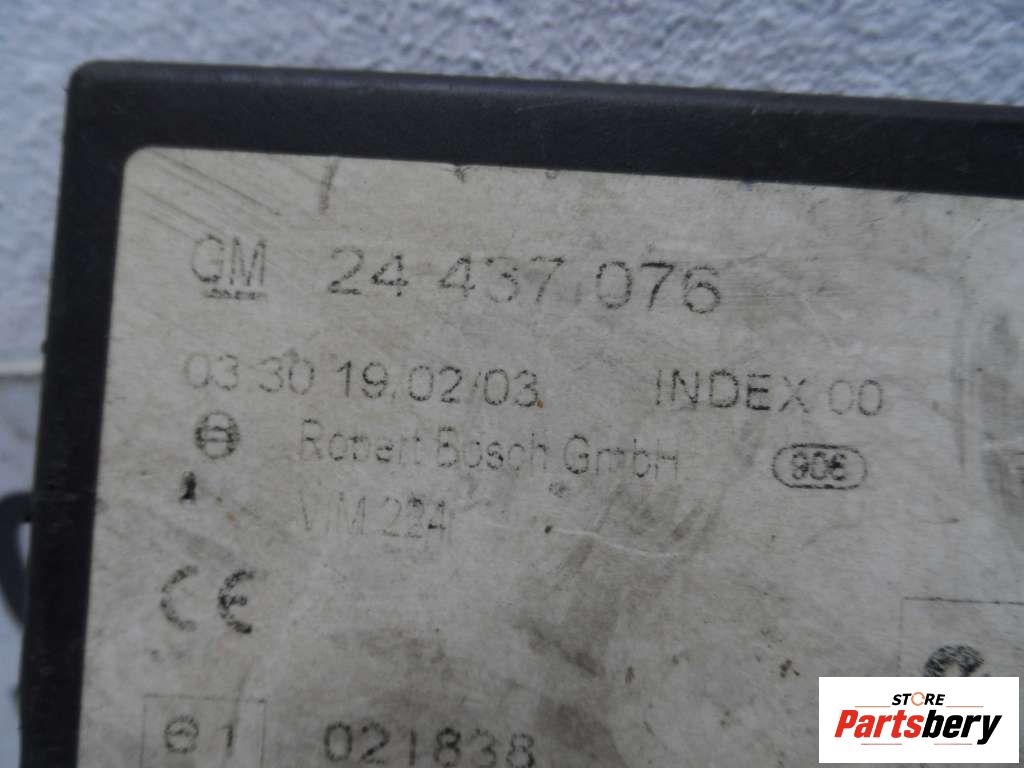 GM 24 437 076
03 30 19/02/03 INDEX 00
Robert Bosch GmbH 906
VIM 224
CE
e1 021838
STORE
Partsbery